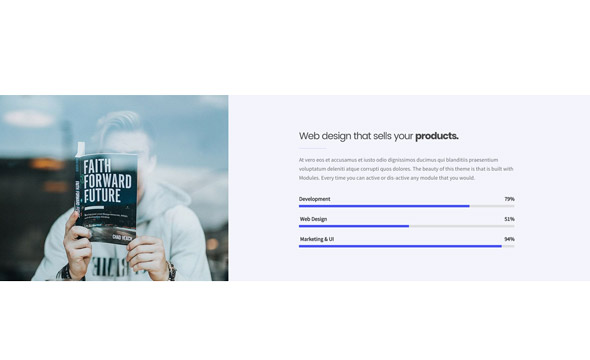 FAITH
FORWARD
FUTURE
CHAD VEACH
Web design that sells your products.
At vero eos et accusamus et iusto odio dignissimos ducimus qui blanditiis praesentium
voluptatum deleniti atque corrupti quos dolores. The beauty of this theme is that is built with
Modules. Every time you can active or dis-active any module that you would.
Development 79%
Web Design 51%
Marketing & UI 94%